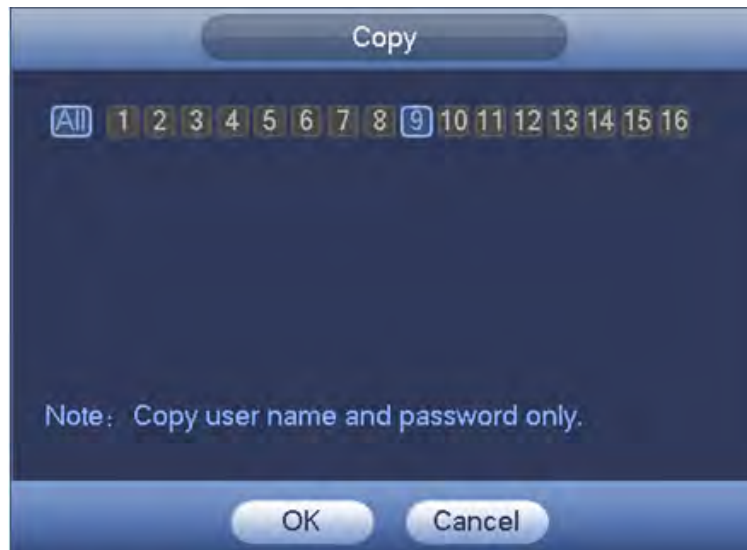 Copy
All 1 2 3 4 5 6 7 8 9 10 11 12 13 14 15 16
Note: Copy user name and password only.
OK Cancel